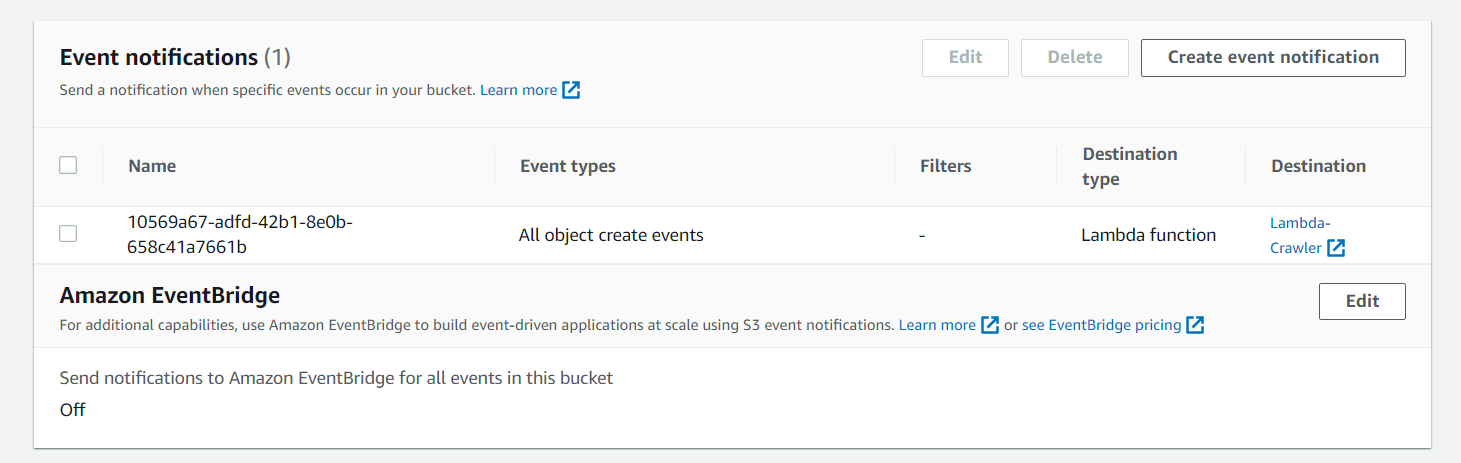 Event notifications (1)
Edit
Delete
Create event notification
Send a notification when specific events occur in your bucket. Learn more
Name
Event types
Filters
Destination
type
Destination
10569a67-adfd-42b1-8e0b-
658c41a7661b
All object create events
-
Lambda function
Lambda-
Crawler
Amazon EventBridge
Edit
For additional capabilities, use Amazon EventBridge to build event-driven applications at scale using S3 event notifications. Learn more or see EventBridge pricing
Send notifications to Amazon EventBridge for all events in this bucket
Off